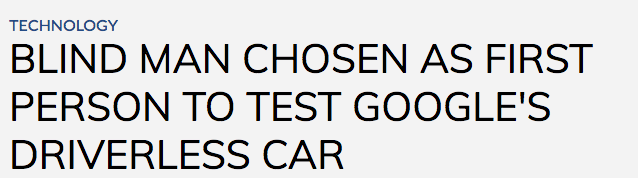 TECHNOLOGY
BLIND MAN CHOSEN AS FIRST
PERSON TO TEST GOOGLE'S
DRIVERLESS CAR